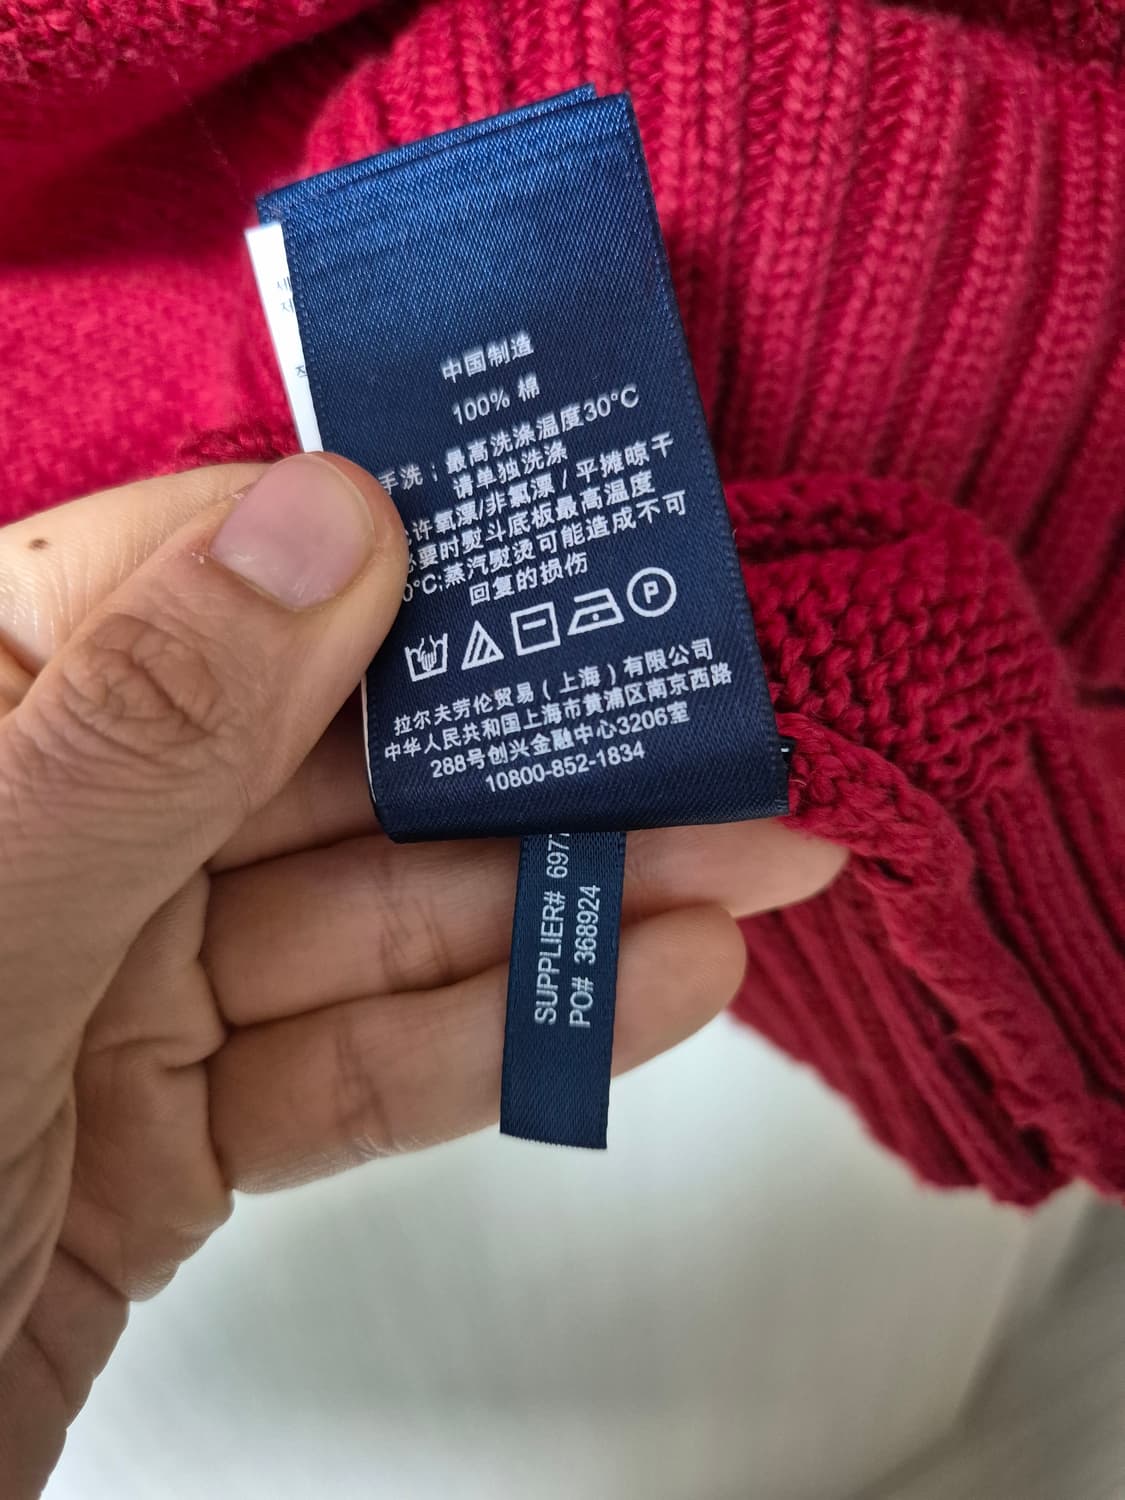 中国制造
100% 棉
手洗；最高洗涤温度30°C
请单独洗涤
许氧漂/非氯漂 / 平摊晾干
要时熨斗底板最高温度
0°C;蒸汽熨烫可能造成不可
回复的损伤
P
拉尔夫劳伦贸易（上海）有限公司
中华人民共和国上海市黄浦区南京西路
288号创兴金融中心3206室
10800-852-1834
SUPPLIER# 697
PO# 368924